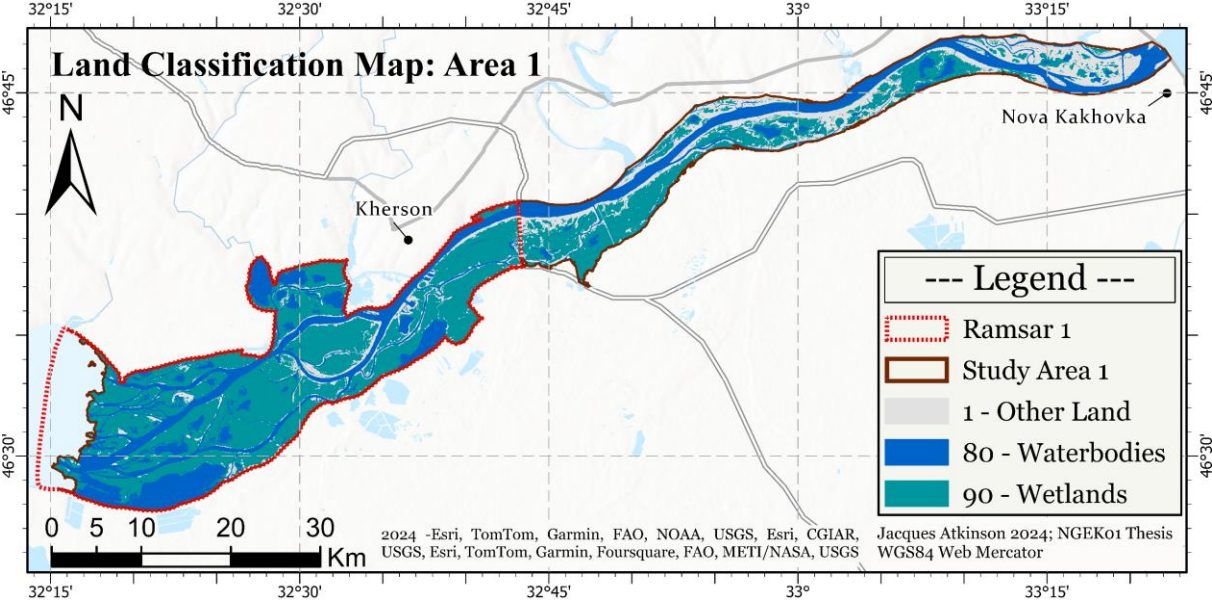 32°15' 32°30' 32°45' 33° 33°15'
Land Classification Map: Area 1
N
46°45' 46°45'
Nova Kakhovka
Kherson
--- Legend ---
Ramsar 1
Study Area 1
1 - Other Land
80 - Waterbodies
90 - Wetlands
46°30' 46°30'
0 5 10 20 30
Km
2024 -Esri, TomTom, Garmin, FAO, NOAA, USGS, Esri, CGIAR,
USGS, Esri, TomTom, Garmin, Foursquare, FAO, METI/NASA, USGS
Jacques Atkinson 2024; NGEK01 Thesis
WGS84 Web Mercator
32°15' 32°30' 32°45' 33° 33°15'